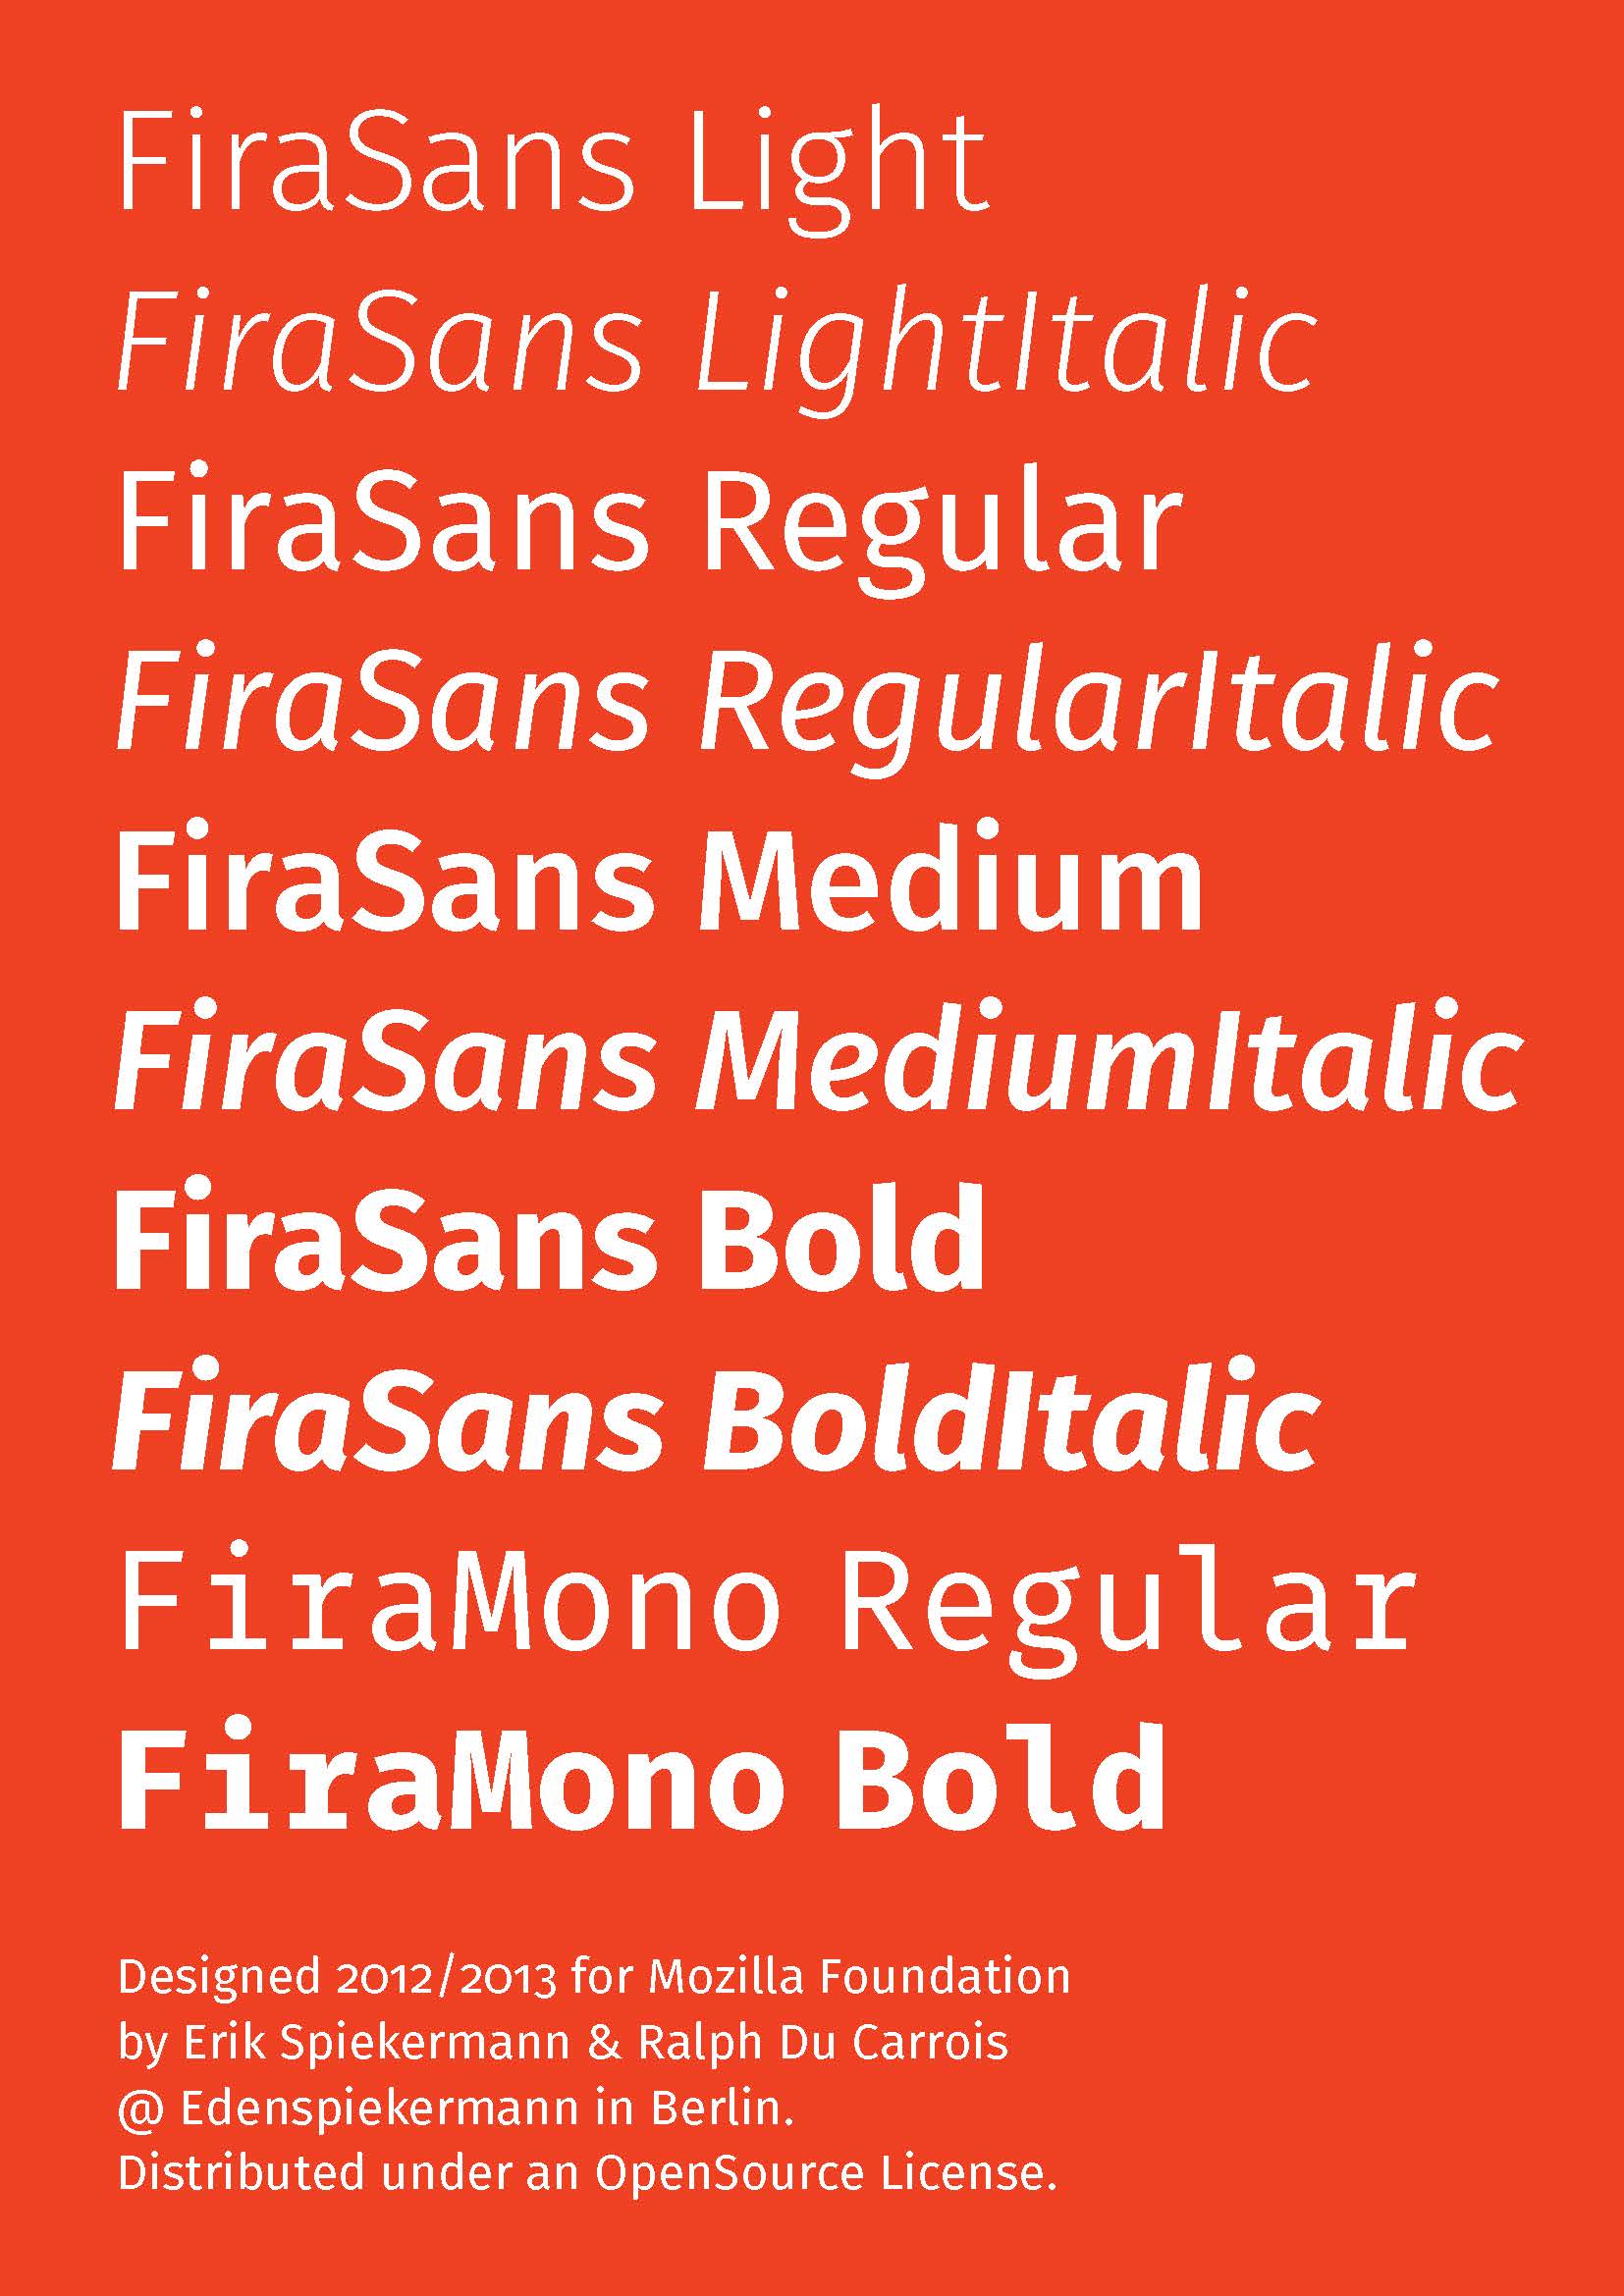 FiraSans Light
FiraSans LightItalic
FiraSans Regular
FiraSans RegularItalic
FiraSans Medium
FiraSans MediumItalic
FiraSans Bold
FiraSans BoldItalic
FiraMono Regular
FiraMono Bold
Designed 2012/2013 for Mozilla Foundation
by Erik Spiekermann & Ralph Du Carrois
@ Edenspiekermann in Berlin.
Distributed under an OpenSource License.